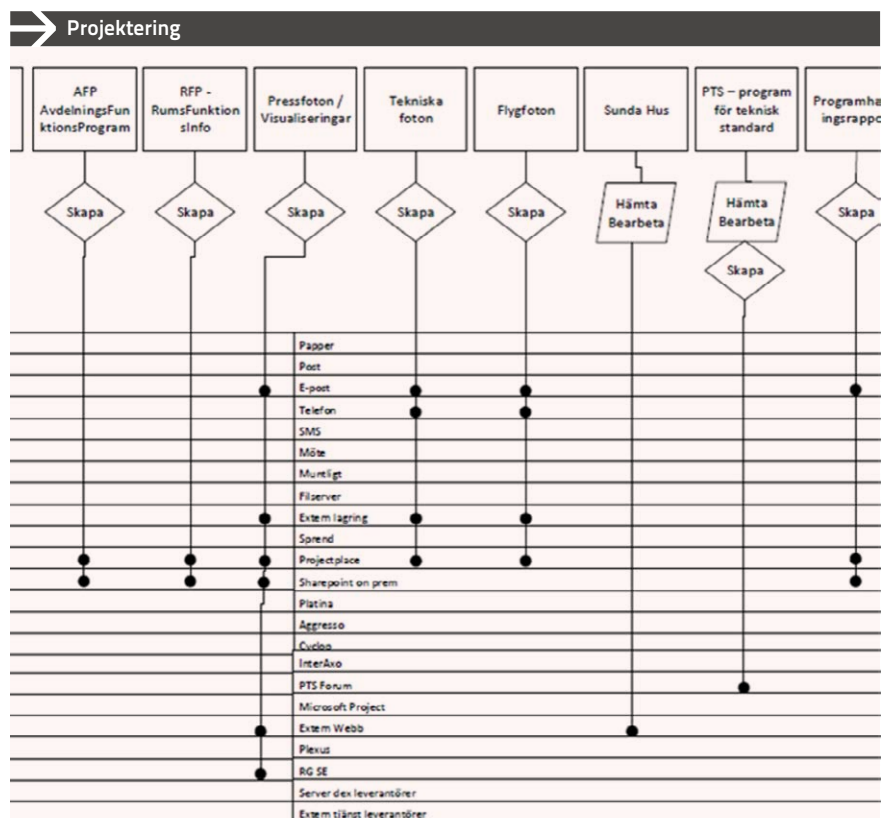 Projektering
AFP
AvdelningsFun
ktionsProgram
RFP -
RumsFunktion
sInfo
Pressfoton /
Visualiseringar
Tekniska
foton
Flygfoton
Sunda Hus
PTS – program
för teknisk
standard
Programha
ingsrappo
Skapa
Skapa
Skapa
Skapa
Skapa
Hämta
Bearbeta
Hämta
Bearbeta
Skapa
Skapa
Papper
Post
E-post
Telefon
SMS
Möte
Muntligt
Filserver
Extern lagring
Sprend
Projectplace
Sharepoint on prem
Platina
Aggresso
Cycloo
InterAxo
PTS Forum
Microsoft Project
Extern Webb
Plexus
RG SE
Server dex leverantörer
Extern tjänst leverantörer